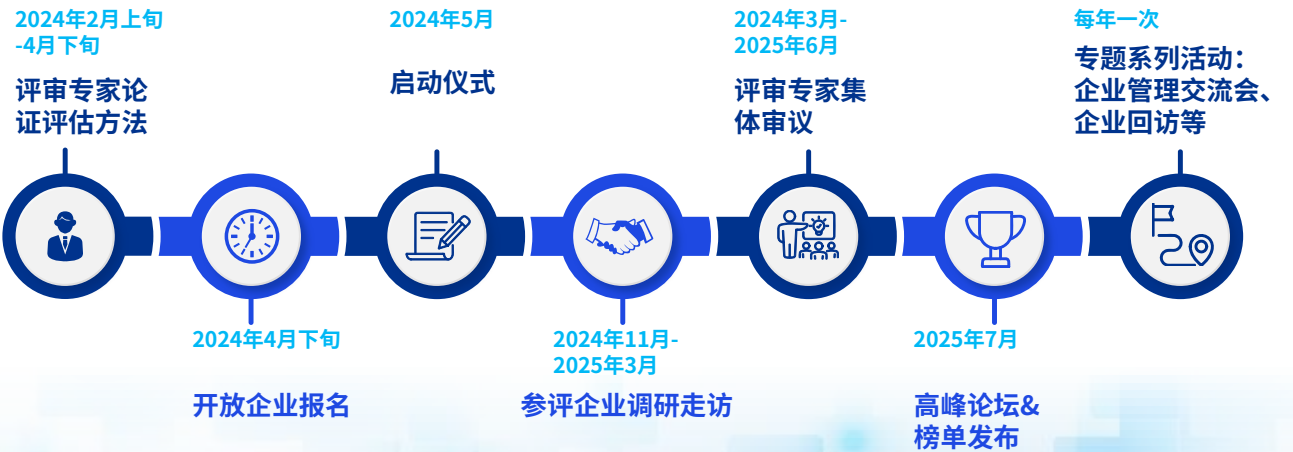 2024年2月上旬
-4月下旬
评审专家论
证评估方法
2024年4月下旬
开放企业报名
2024年5月
启动仪式
2024年11月-
2025年3月
参评企业调研走访
2024年3月-
2025年6月
评审专家集
体审议
2025年7月
高峰论坛&
榜单发布
每年一次
专题系列活动：
企业管理交流会、
企业回访等